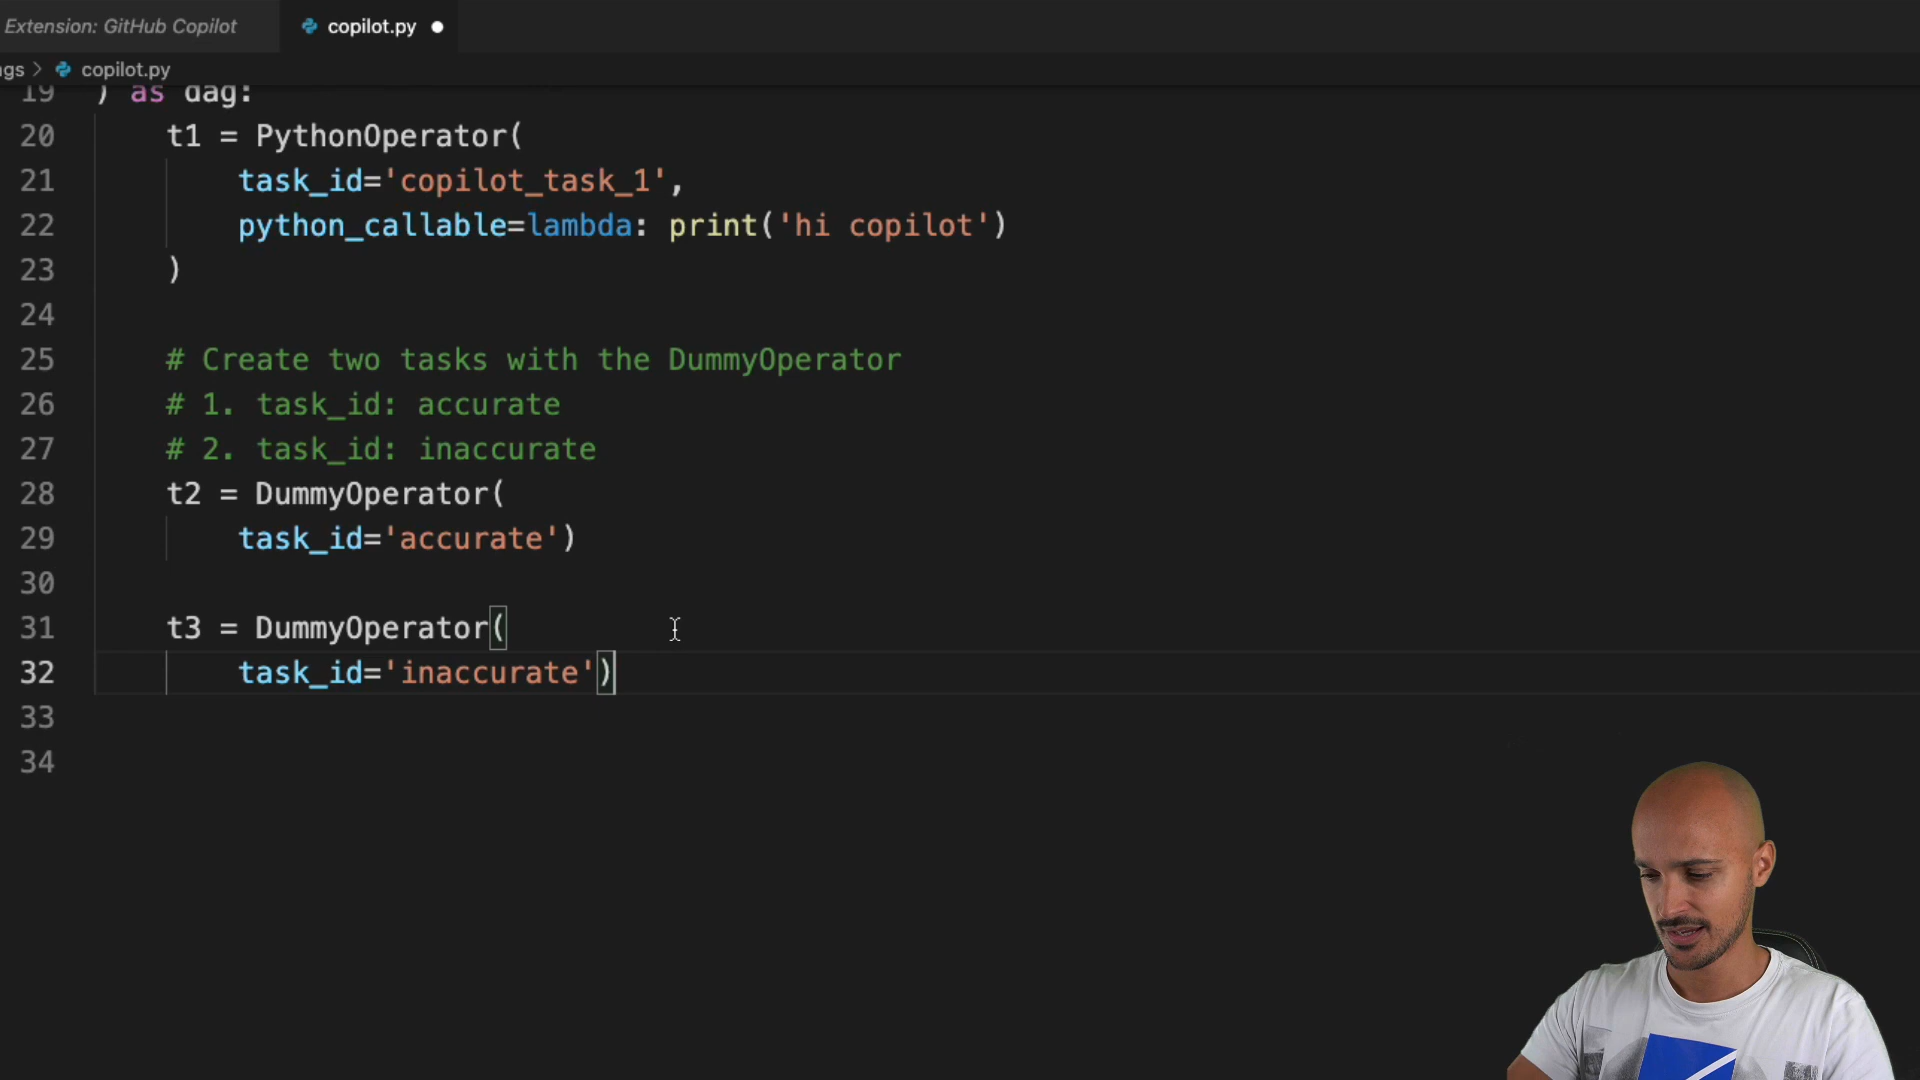 Extension: GitHub Copilot
copilot.py
gs > copilot.py
19 ) as dag:
20 t1 = PythonOperator(
21 task_id='copilot_task_1',
22 python_callable=lambda: print('hi copilot')
23 )
24
25 # Create two tasks with the DummyOperator
26 # 1. task_id: accurate
27 # 2. task_id: inaccurate
28 t2 = DummyOperator(
29 task_id='accurate')
30
31 t3 = DummyOperator(
32 task_id='inaccurate')
33
34